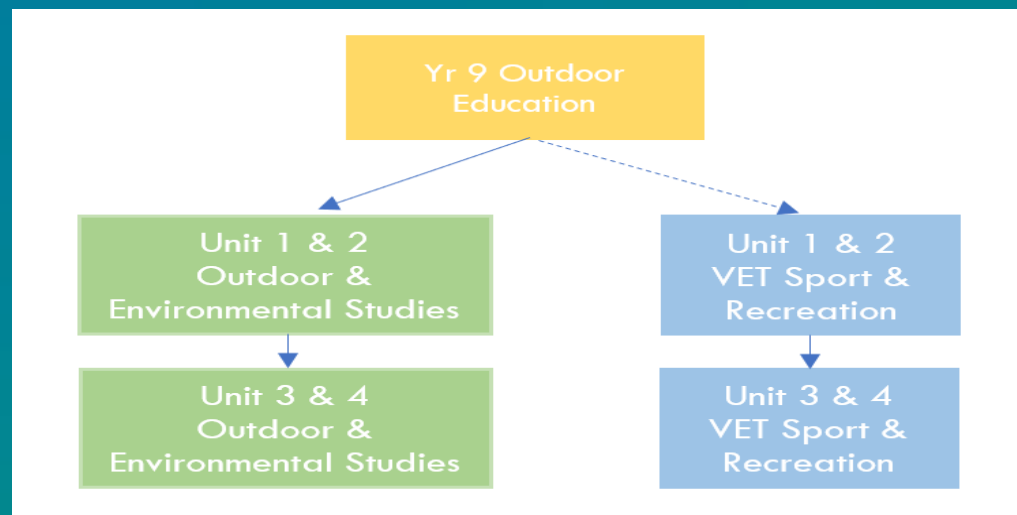 Yr 9 Outdoor
Education
Unit 1 & 2
Outdoor &
Environmental Studies
Unit 1 & 2
VET Sport &
Recreation
Unit 3 & 4
Outdoor &
Environmental Studies
Unit 3 & 4
VET Sport &
Recreation